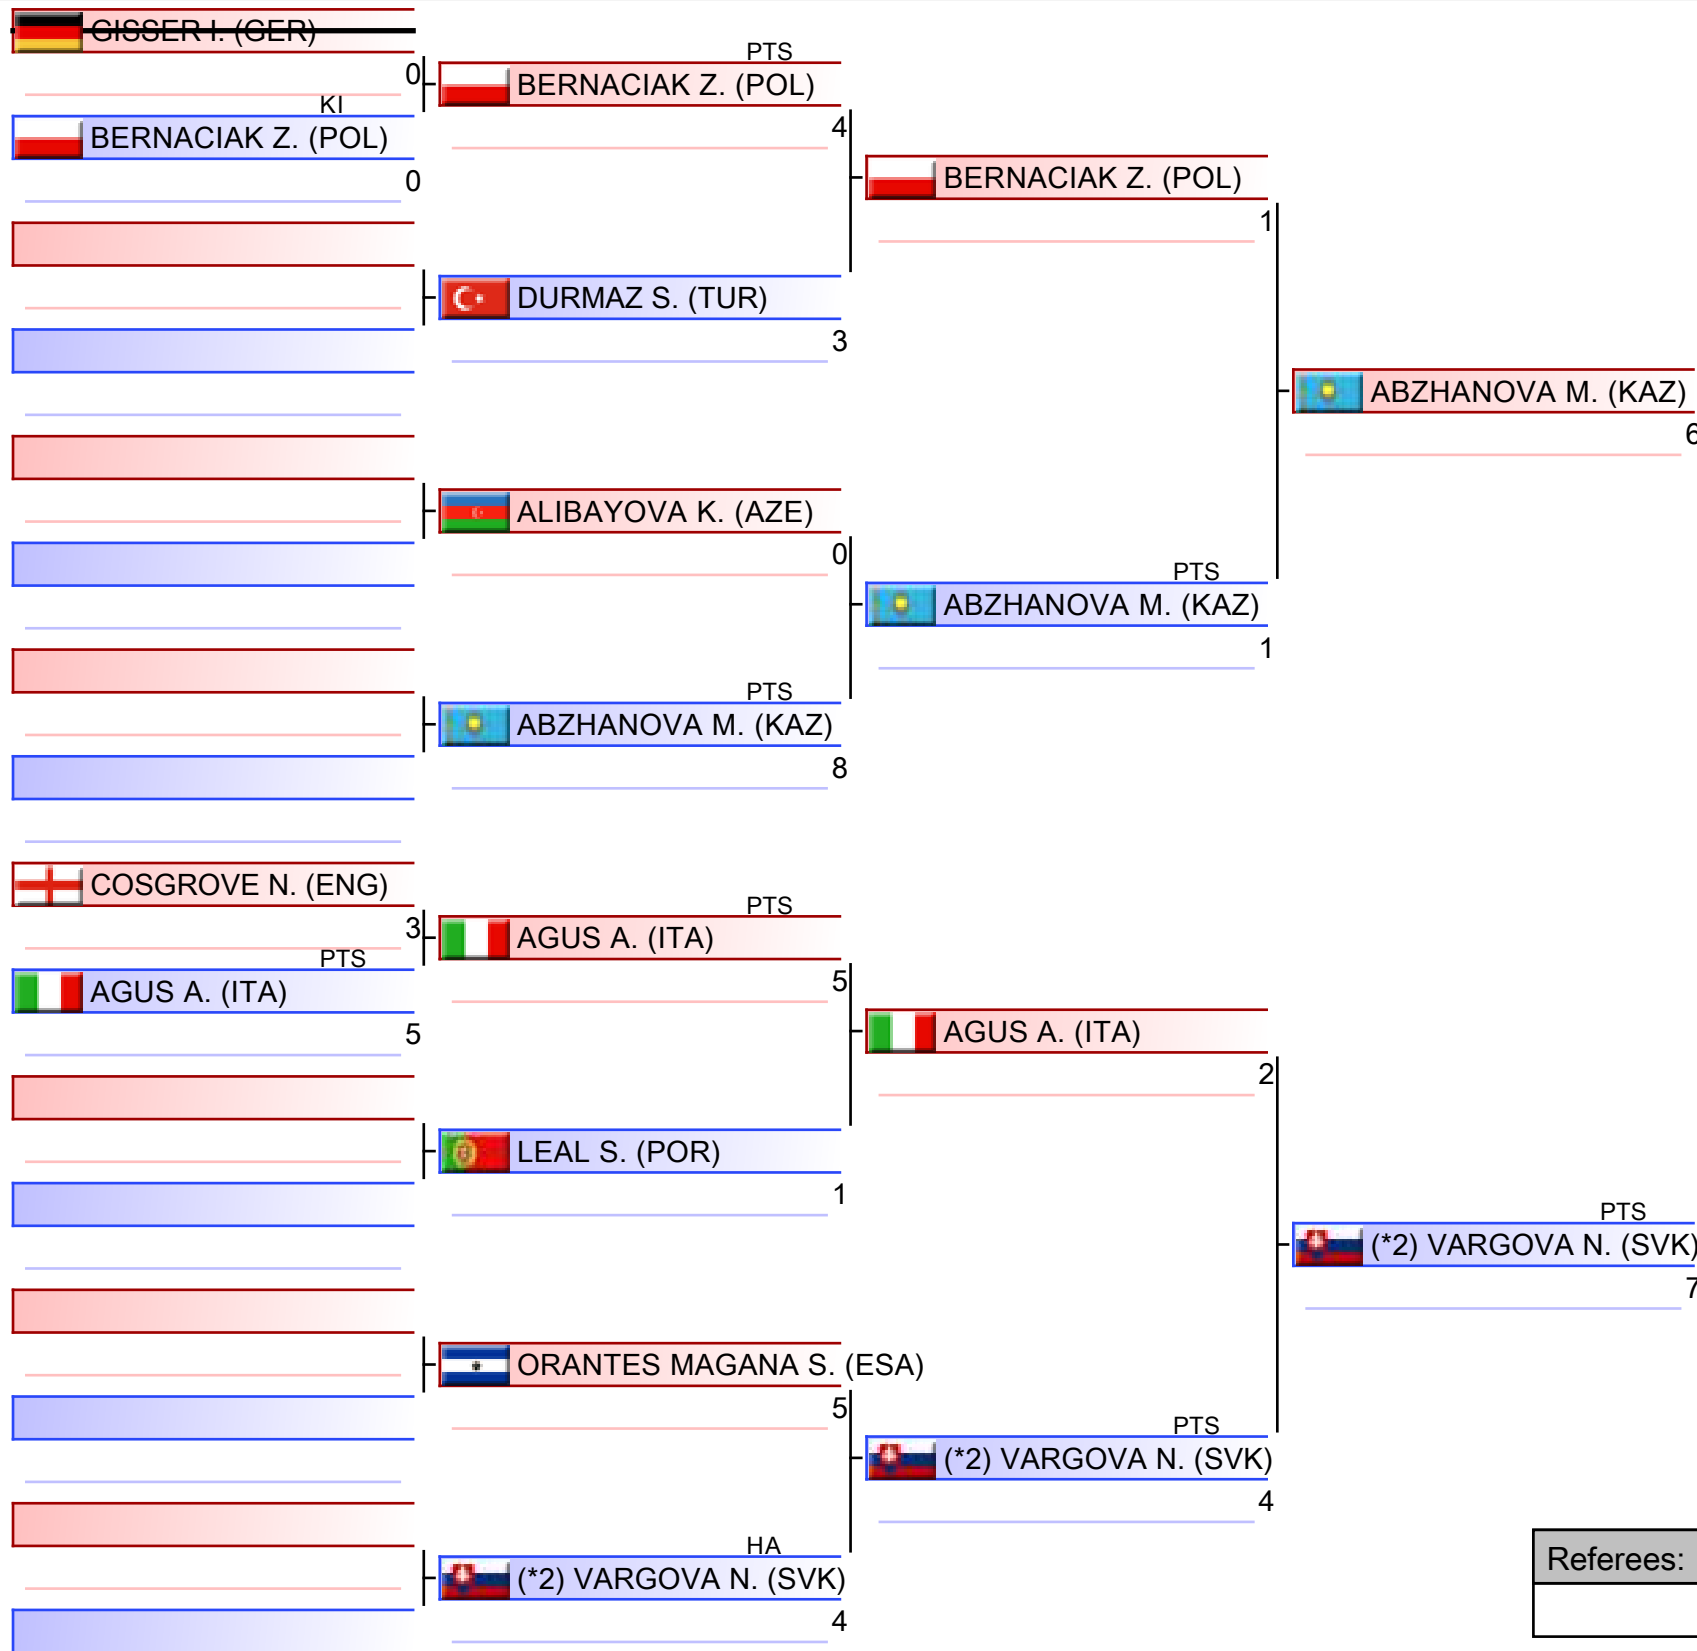 GISSER I. (GER)
0
KI
BERNACIAK Z. (POL)
0
COSGROVE N. (ENG)
3
PTS
AGUS A. (ITA)
5
PTS
BERNACIAK Z. (POL)
4
DURMAZ S. (TUR)
3
ALIBAYOVA K. (AZE)
0
PTS
ABZHANOVA M. (KAZ)
8
PTS
AGUS A. (ITA)
5
LEAL S. (POR)
1
ORANTES MAGANA S. (ESA)
5
HA
(*2) VARGOVA N. (SVK)
4
BERNACIAK Z. (POL)
1
PTS
ABZHANOVA M. (KAZ)
1
AGUS A. (ITA)
2
PTS
(*2) VARGOVA N. (SVK)
4
ABZHANOVA M. (KAZ)
6
PTS
(*2) VARGOVA N. (SVK)
7
Referees: